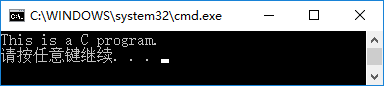 C:\WINDOWS\system32\cmd.exe
This is a C program.
请按任意键继续. . .